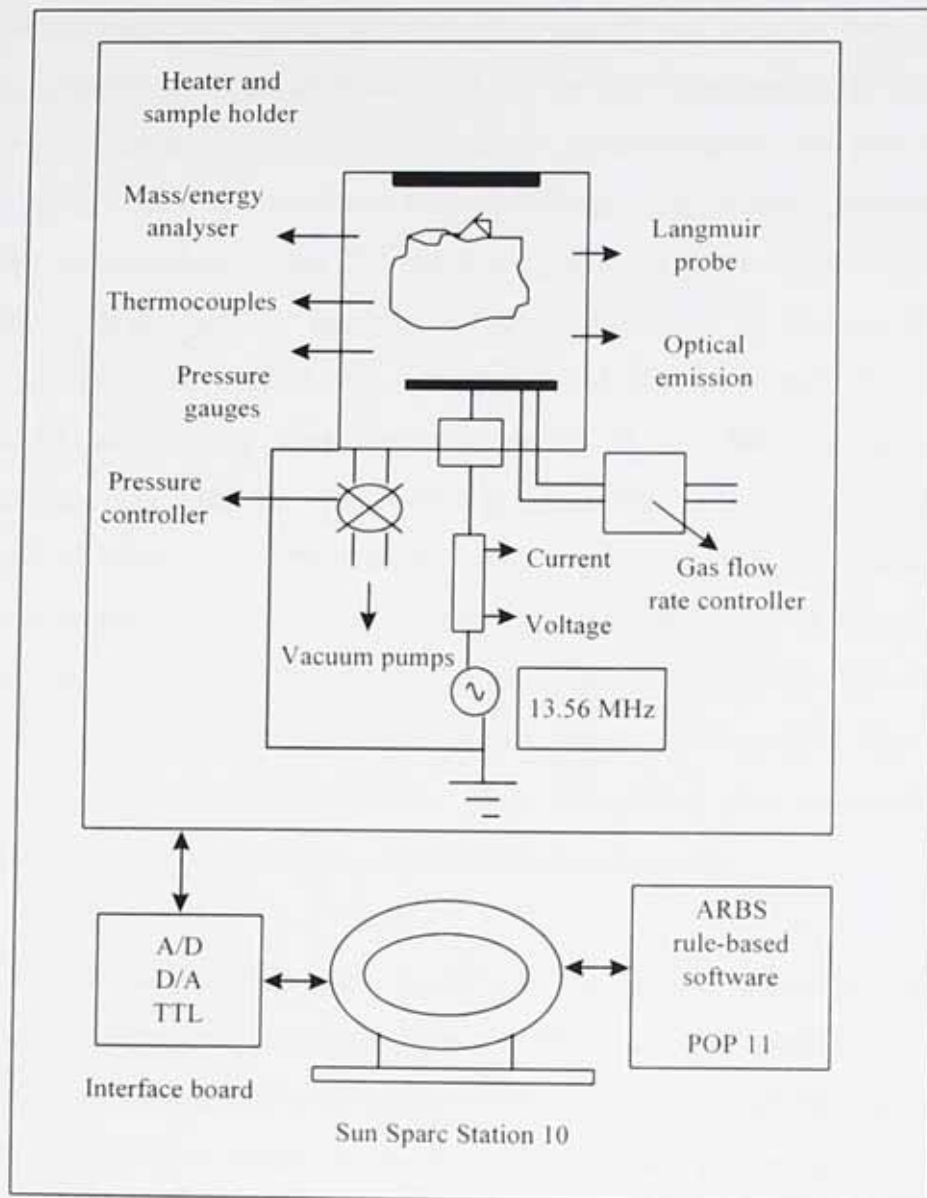 Heater and
sample holder
Mass/energy
analyser
Langmuir
probe
Thermocouples
Optical
emission
Pressure
gauges
Pressure
controller
Current
Gas flow
rate controller
Voltage
Vacuum pumps
13.56 MHz
A/D
D/A
TTL
Interface board
Sun Sparc Station 10
ARBS
rule-based
software
POP 11